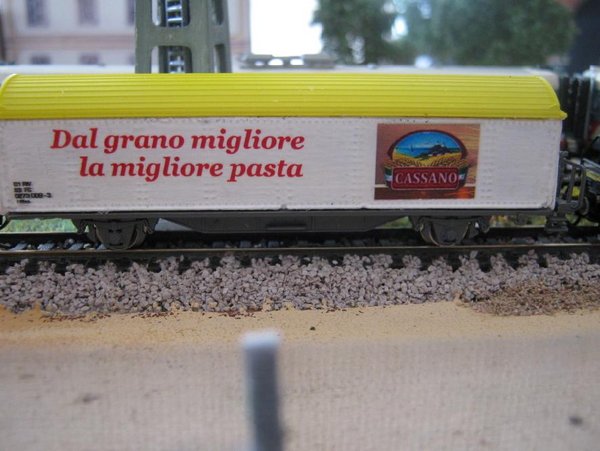 Dal grano migliore
la migliore pasta
CASSANO